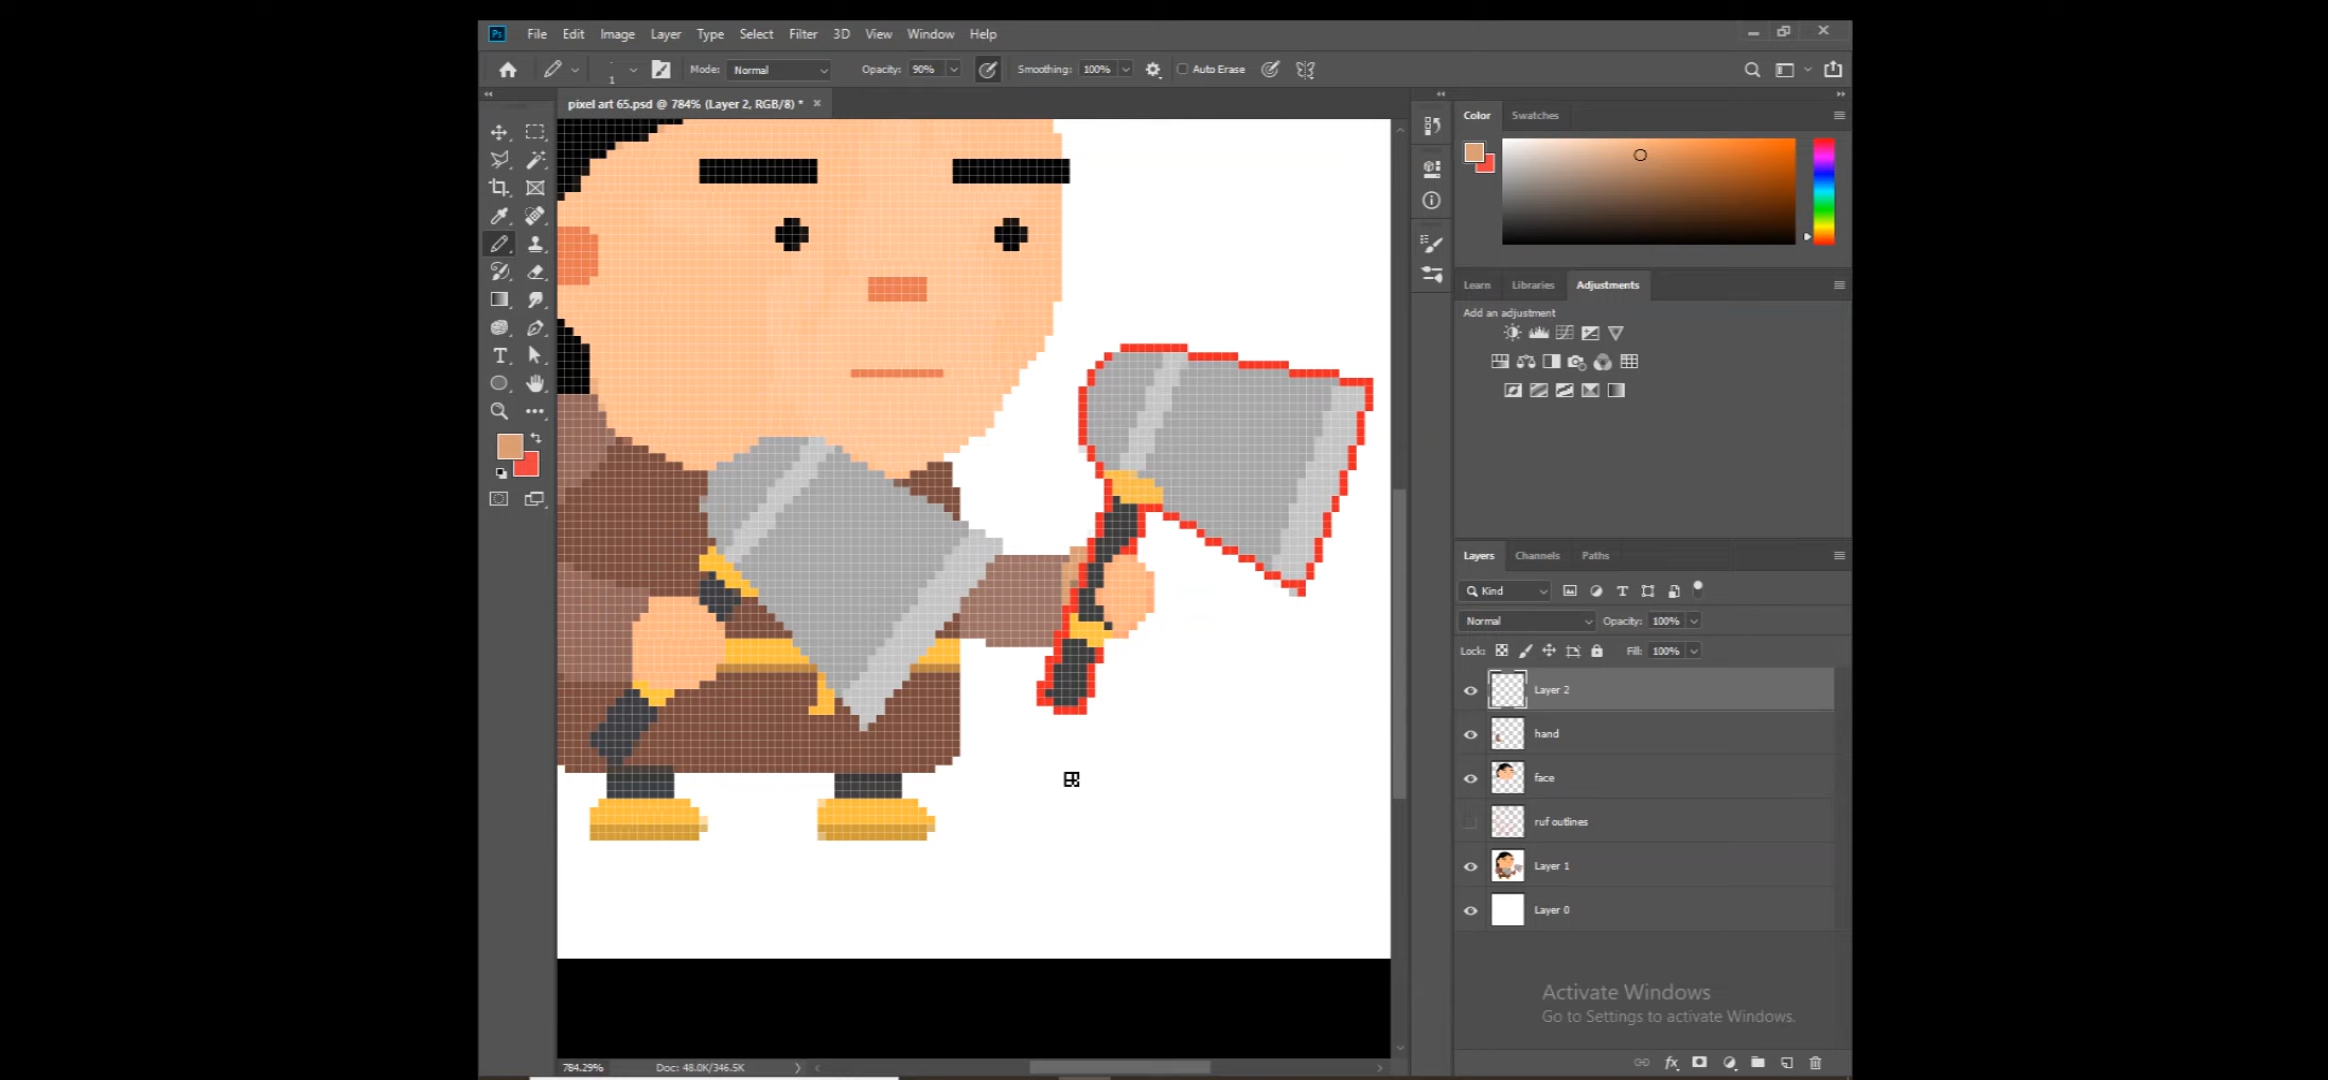 Ps File Edit Image Layer Type Select Filter 3D View Window Help
1 Mode: Normal Opacity: 90% Smoothing: 100% Auto Erase
pixel art 65.psd @ 784% (Layer 2, RGB/8) *
Color Swatches
Learn Libraries Adjustments
Add an adjustment
Layers Channels Paths
Kind
Normal Opacity: 100%
Lock: Fill: 100%
Layer 2
hand
face
ruf outlines
Layer 1
Layer 0
Activate Windows
Go to Settings to activate Windows.
784.29% Doc: 48.0K/346.5K